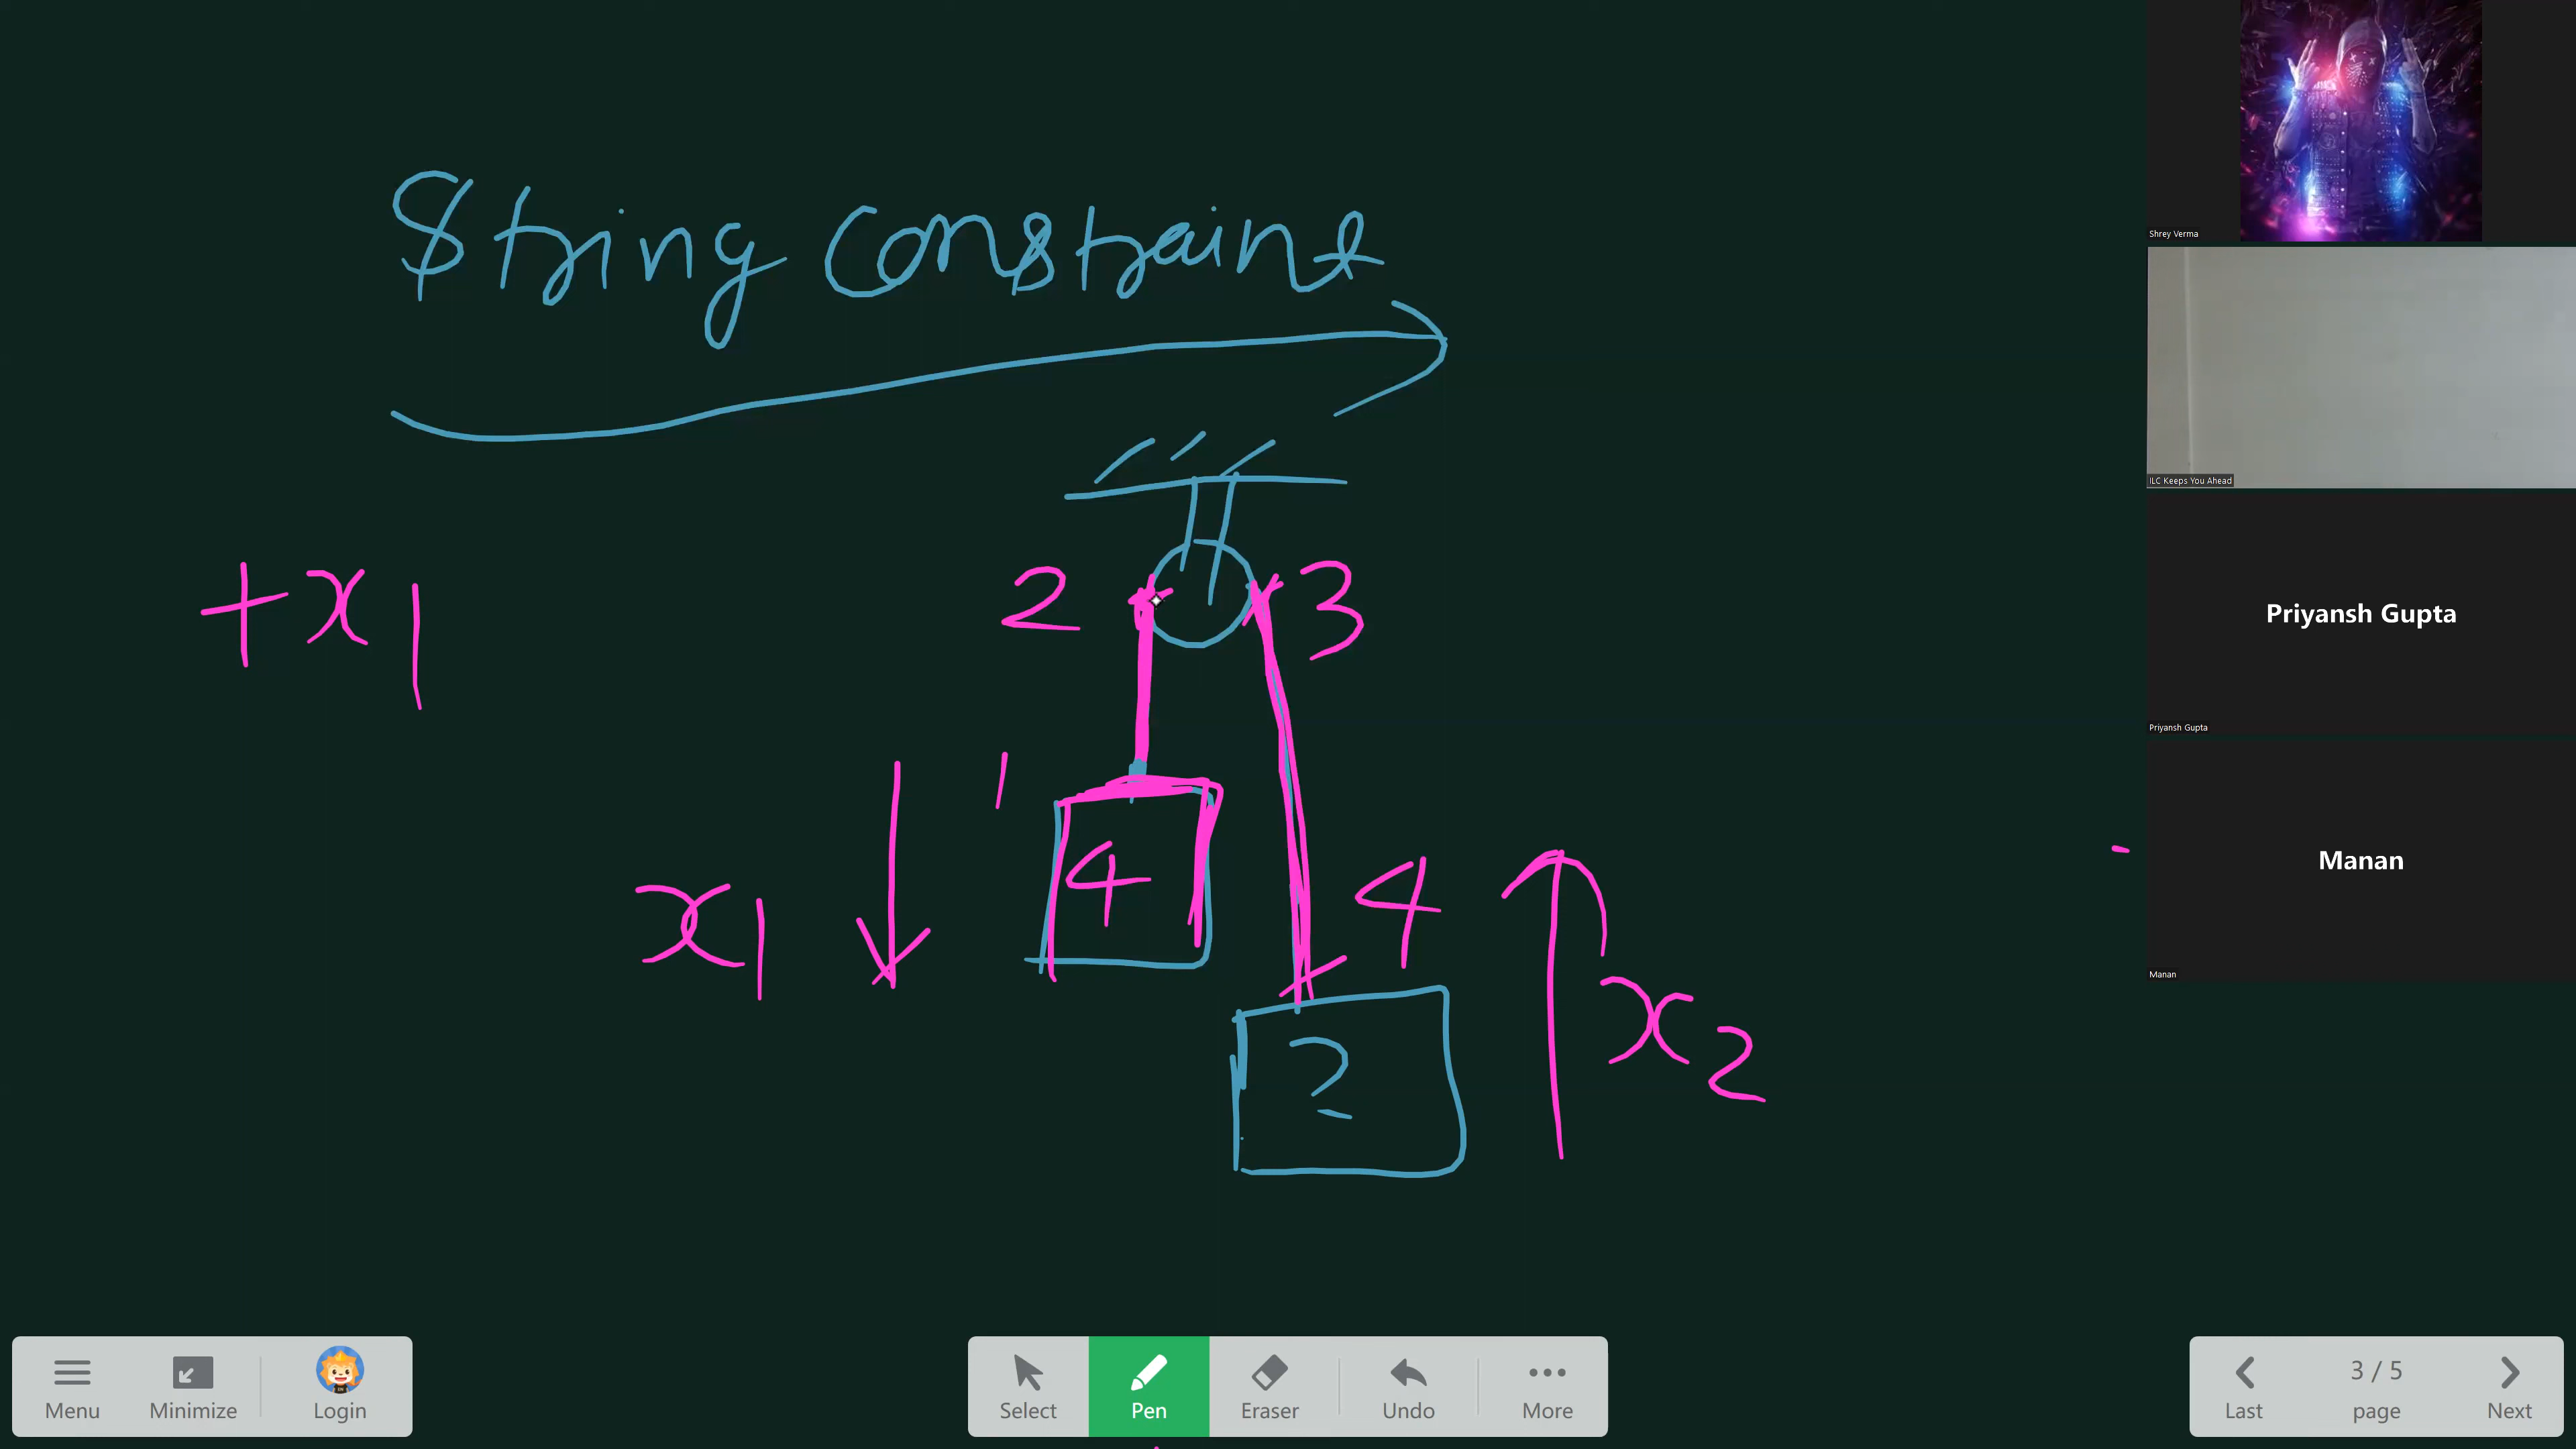 String constraint
2 3
+x1
1
4
x1
4
x2
2
Shrey Verma
ILC Keeps You Ahead
Priyansh Gupta
Priyansh Gupta
Manan
Manan
Menu Minimize Login
Select Pen Eraser Undo More
3 / 5
Last page Next